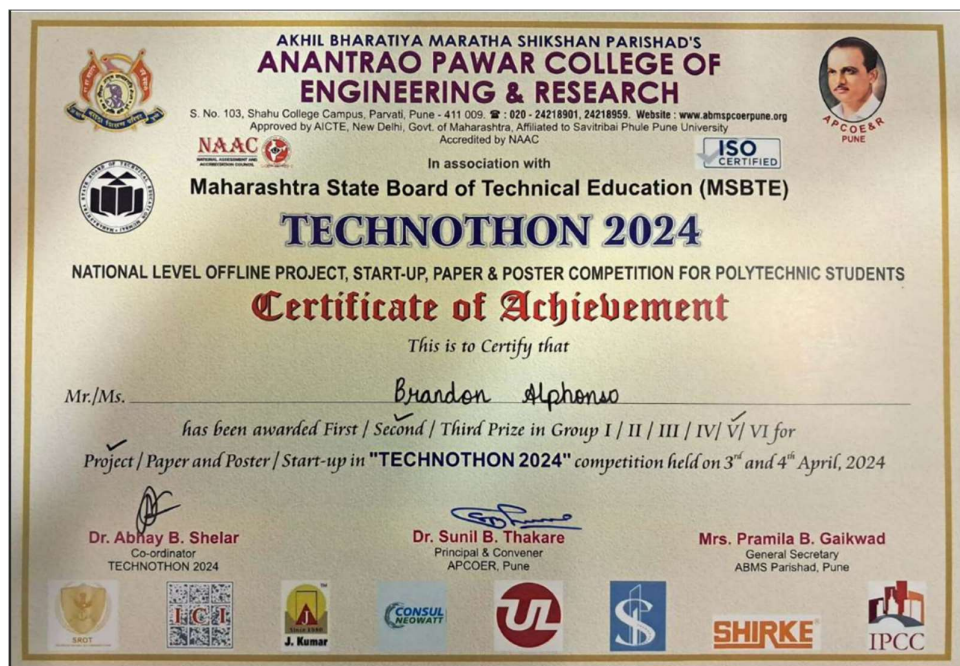 AKHIL BHARATIYA MARATHA SHIKSHAN PARISHAD'S
ANANTRAO PAWAR COLLEGE OF
ENGINEERING & RESEARCH
S. No. 103, Shahu College Campus, Parvati, Pune - 411 009. ☎ : 020 - 24218901, 24218959. Website : www.abmspcoerpune.org
Approved by AICTE, New Delhi, Govt. of Maharashtra, Affiliated to Savitribai Phule Pune University
Accredited by NAAC
APCOE&R
PUNE
NAAC
NATIONAL ASSESSMENT AND
ACCREDITATION COUNCIL
ISO
CERTIFIED
In association with
Maharashtra State Board of Technical Education (MSBTE)
TECHNOTHON 2024
NATIONAL LEVEL OFFLINE PROJECT, START-UP, PAPER & POSTER COMPETITION FOR POLYTECHNIC STUDENTS
Certificate of Achievement
This is to Certify that
Mr./Ms. Brandon Alphonso
has been awarded First / Second / Third Prize in Group I / II / III / IV/ V/ VI for
Project / Paper and Poster / Start-up in "TECHNOTHON 2024" competition held on 3rd and 4th April, 2024
Dr. Abhay B. Shelar
Co-ordinator
TECHNOTHON 2024
Dr. Sunil B. Thakare
Principal & Convener
APCOER, Pune
Mrs. Pramila B. Gaikwad
General Secretary
ABMS Parishad, Pune
SROT
ICI
J. Kumar
CONSUL
NEOWATT
UL
SHIRKE
IPCC